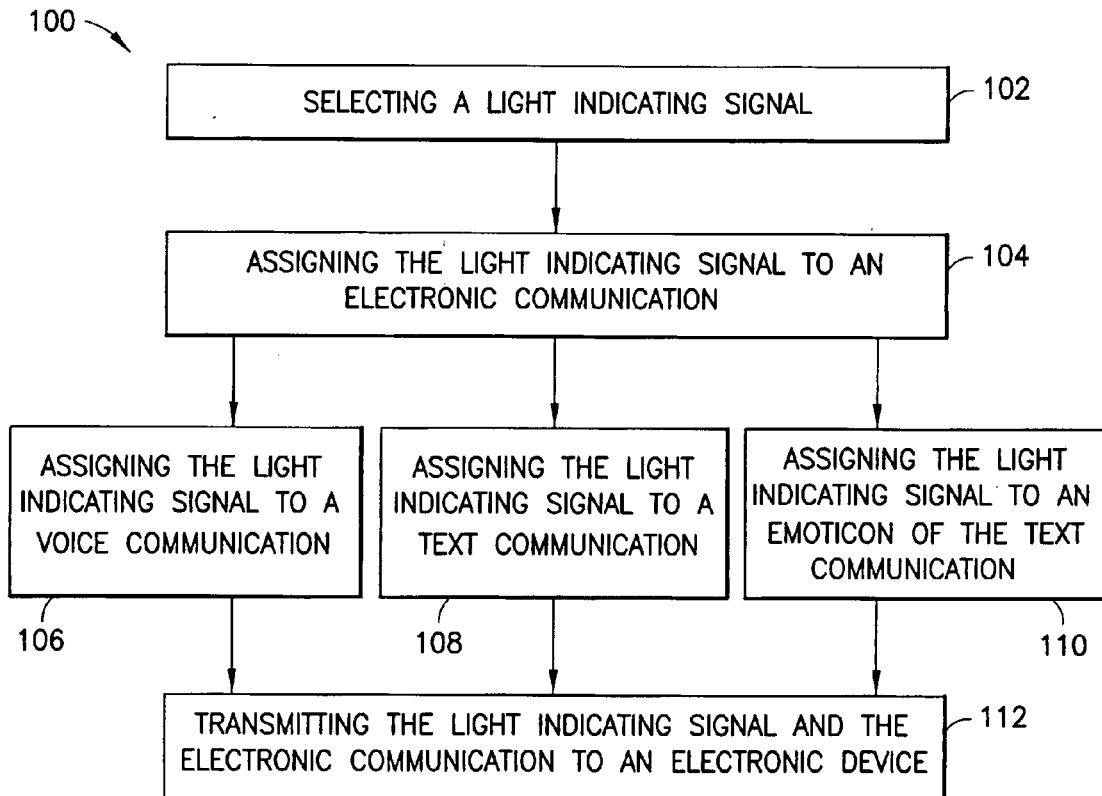 100
SELECTING A LIGHT INDICATING SIGNAL
102
ASSIGNING THE LIGHT INDICATING SIGNAL TO AN
ELECTRONIC COMMUNICATION
104
ASSIGNING THE LIGHT
INDICATING SIGNAL TO A
VOICE COMMUNICATION
106
ASSIGNING THE LIGHT
INDICATING SIGNAL TO A
TEXT COMMUNICATION
108
ASSIGNING THE LIGHT
INDICATING SIGNAL TO AN
EMOTICON OF THE TEXT
COMMUNICATION
110
TRANSMITTING THE LIGHT INDICATING SIGNAL AND THE
ELECTRONIC COMMUNICATION TO AN ELECTRONIC DEVICE
112